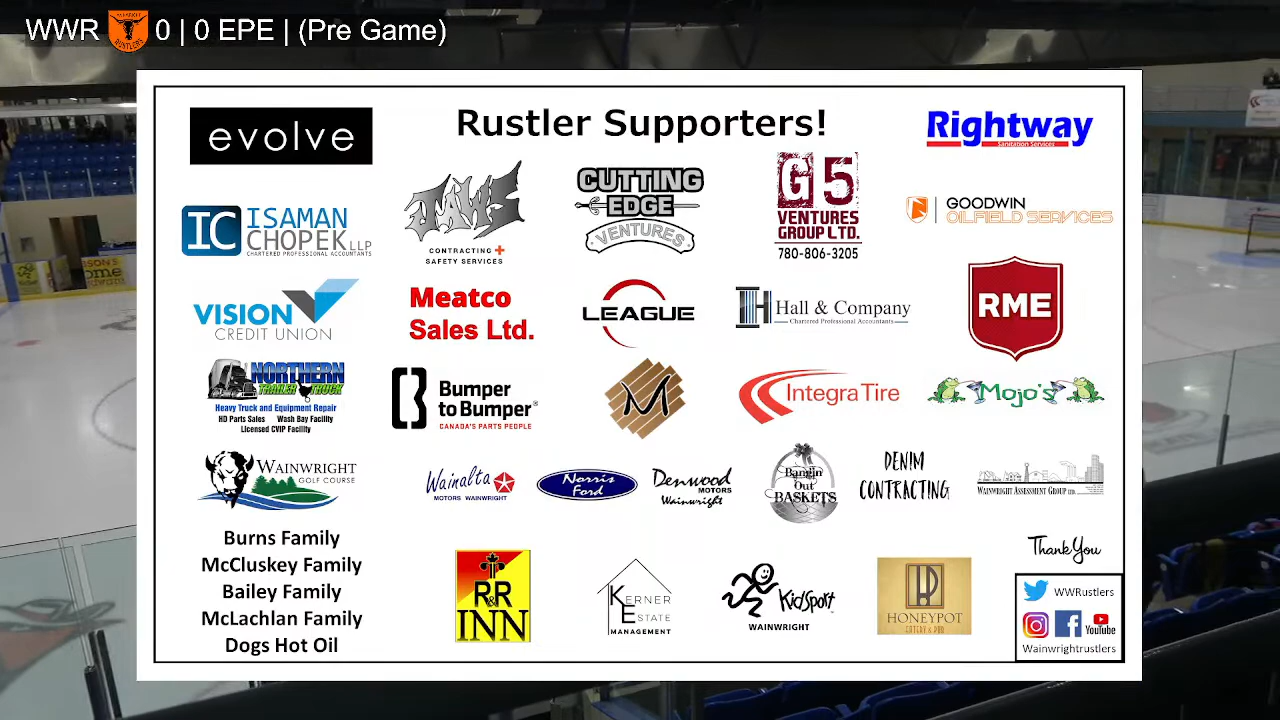 WWR 0 | 0 EPE | (Pre Game)
RUSTLERS
Rustler Supporters!
evolve
Rightway
Sanitation Services
IC ISAMAN
CHOPEK LLP
CHARTERED PROFESSIONAL ACCOUNTANTS
JAWS
CONTRACTING +
SAFETY SERVICES
CUTTING
EDGE
VENTURES
G5
VENTURES
GROUP LTD.
780-806-3205
GOODWIN
OILFIELD SERVICES
VISION
CREDIT UNION
Meatco
Sales Ltd.
LEAGUE
H Hall & Company
Chartered Professional Accountants
RME
NORTHERN
TRAILER TRUCK
Heavy Truck and Equipment Repair
HD Parts Sales Wash Bay Facility
Licensed CVIP Facility
Bumper
to Bumper®
CANADA'S PARTS PEOPLE
M
Integra Tire
Mojo's
WAINWRIGHT
GOLF COURSE
Wainalta
MOTORS WAINWRIGHT
Norris
Ford
Denwood
MOTORS
Wainwright
Bangin'
Out
BASKETS
DENIM
CONTRACTING
WAINWRIGHT ASSESSMENT GROUP LTD.
Burns Family
McCluskey Family
Bailey Family
McLachlan Family
Dogs Hot Oil
RR
&
INN
KERNER
ESTATE
MANAGEMENT
KidSport
WAINWRIGHT
HP
HONEYPOT
EATERY & PUB
Thank You
WWRustlers
YouTube
Wainwrightrustlers